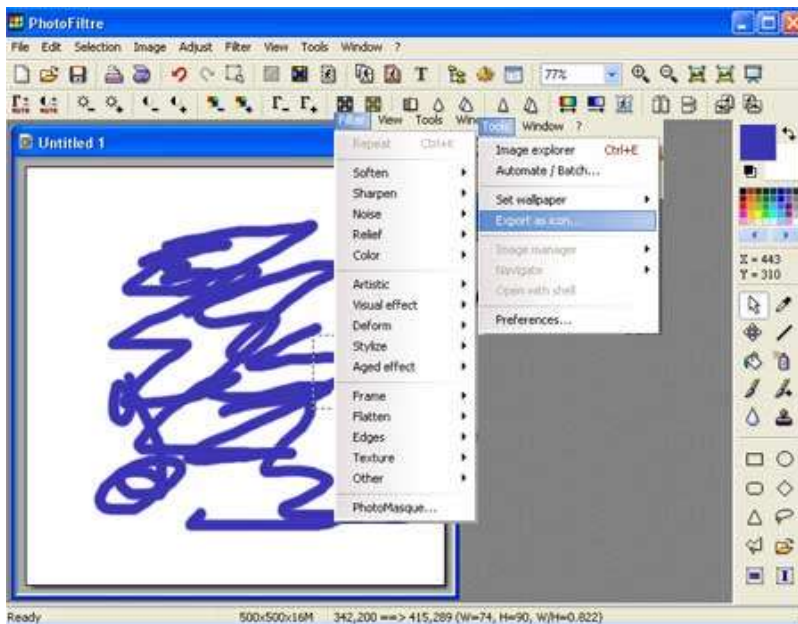 PhotoFiltre
File Edit Selection Image Adjust Filter View Tools Window ?
77%
Untitled 1
Filter View Tools Win
Repeat Ctrl+K
Soften
Sharpen
Noise
Relief
Color
Artistic
Visual effect
Deform
Stylize
Aged effect
Frame
Flatten
Edges
Texture
Other
PhotoMasque...
Tools Window ?
Image explorer Ctrl+E
Automate / Batch...
Set wallpaper
Export as icon...
Image manager
Navigate
Open with shell
Preferences...
X = 443
Y = 310
Ready 500x500x16M 342,200 ==> 415,289 (W=74, H=90, W/H=0.822)